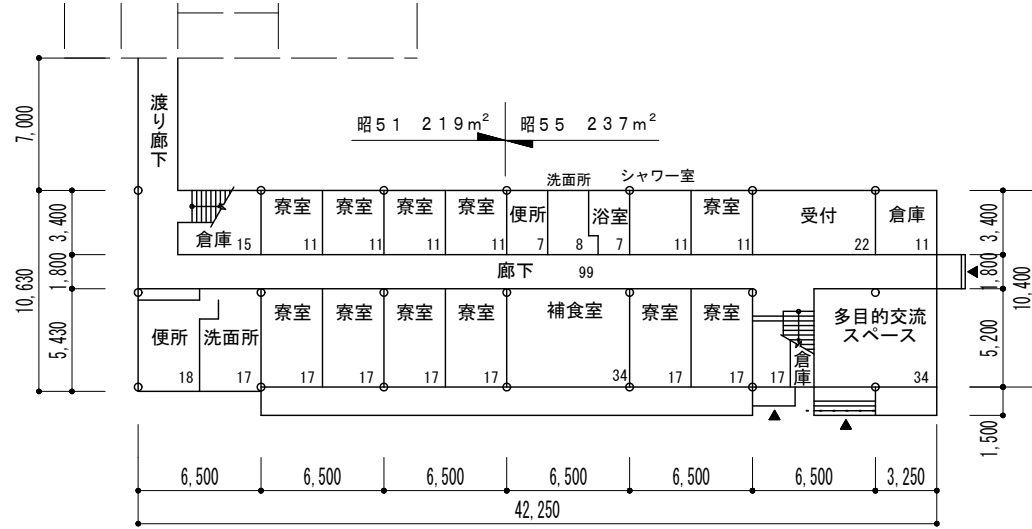 昭51 219m² 昭55 237m²
7,000
渡り廊下
洗面所 シャワー室
寮室 寮室 寮室 寮室 便所 浴室 寮室 受付 倉庫
倉庫 15 11 11 11 11 7 8 7 11 11 22 11
3,400 3,400
廊下 99
1,800 1,800
10,630 10,400
便所 洗面所 寮室 寮室 寮室 寮室 補食室 寮室 寮室 倉庫 多目的交流
スペース
18 17 17 17 17 17 34 17 17 17 34
5,430 5,200
1,500
6,500 6,500 6,500 6,500 6,500 6,500 3,250
42,250